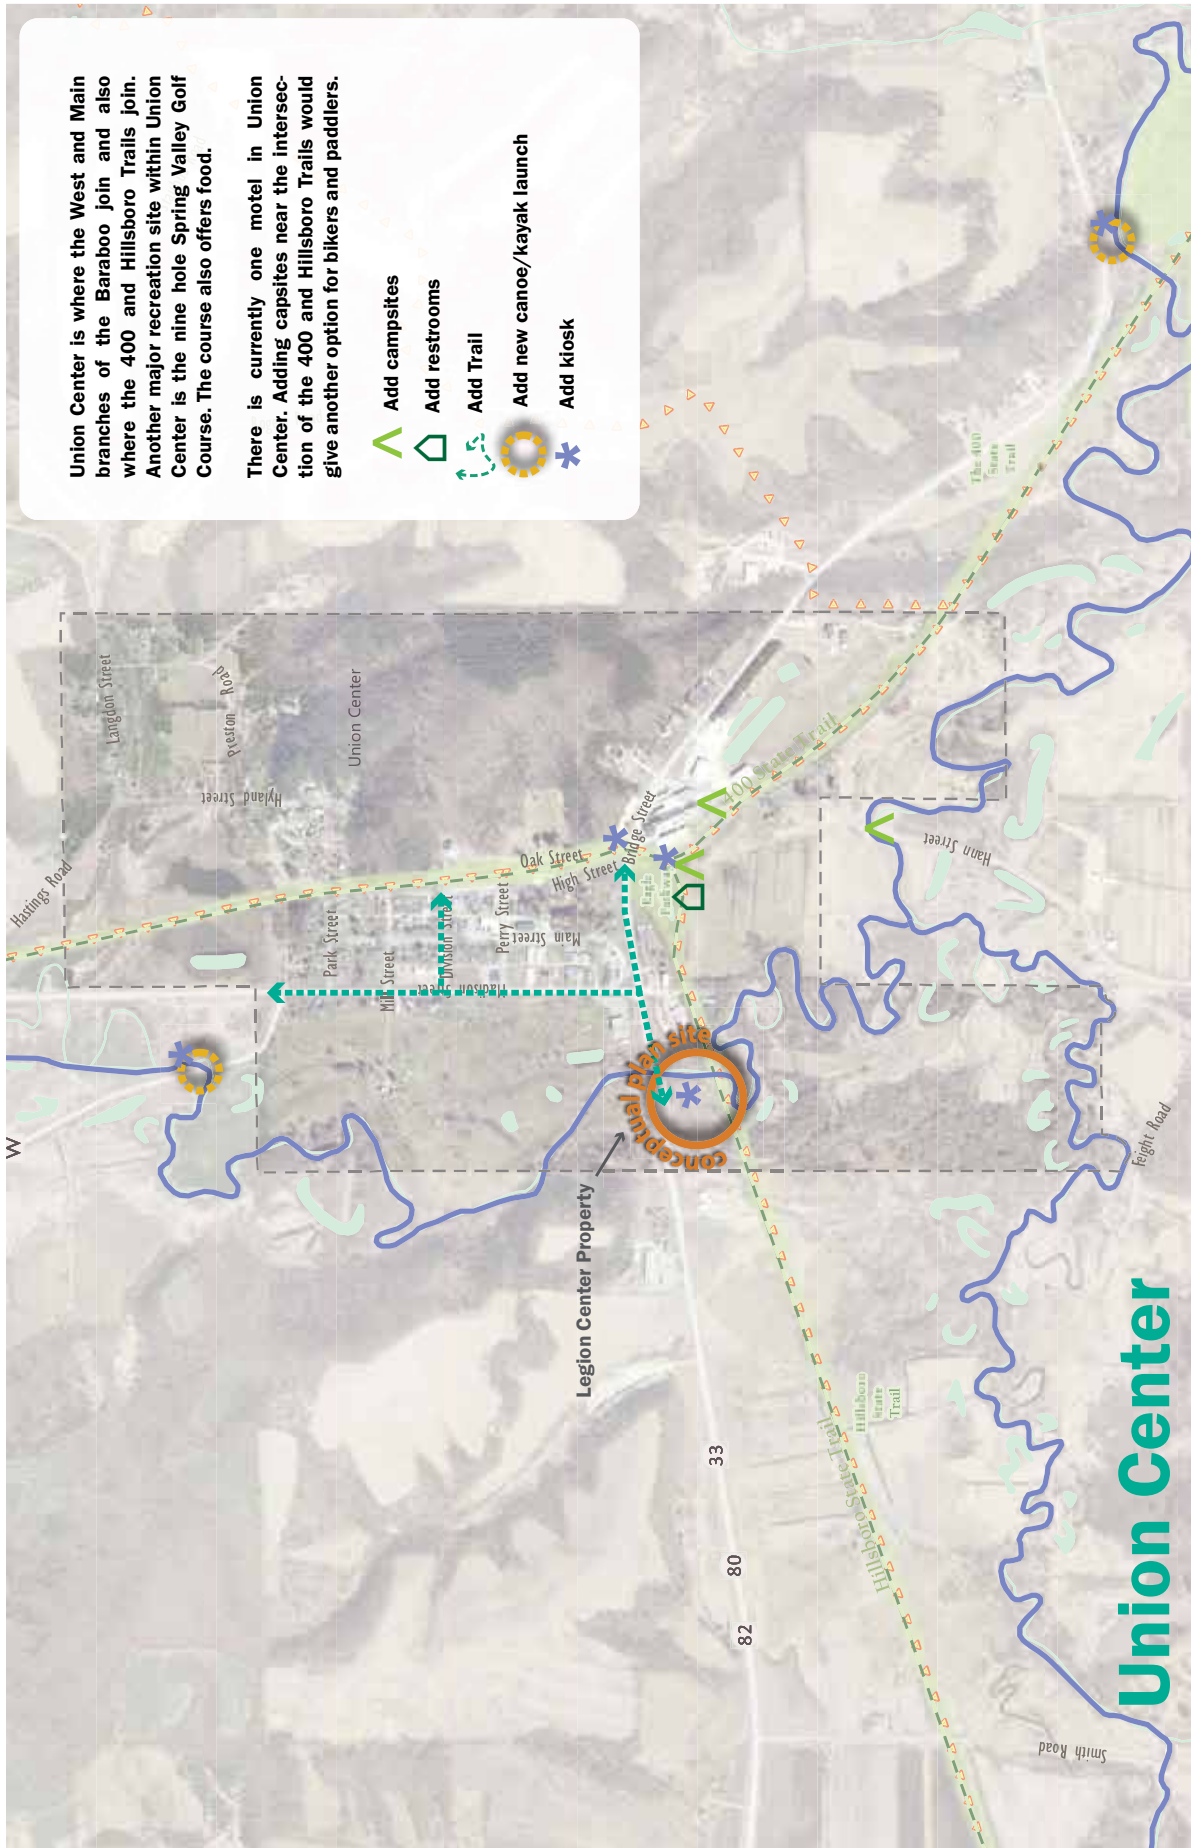 Union Center is where the West and Main
branches of the Baraboo join and also
where the 400 and Hillsboro Trails join.
Another major recreation site within Union
Center is the nine hole Spring Valley Golf
Course. The course also offers food.
There is currently one motel in Union
Center. Adding capsites near the intersec-
tion of the 400 and Hillsboro Trails would
give another option for bikers and paddlers.
Add campsites
Add restrooms
Add Trail
Add new canoe/kayak launch
Add kiosk
W
Hastings Road
Langdon Street
Preston Road
Hyland Street
Union Center
Park Street
Mill Street
Division Street
Madison Street
Perry Street
Main Street
Oak Street
High Street
Bridge Street
400 State Trail
The 400
State
Trail
Hann Street
conceptual plan site
Legion Center Property
Feight Road
33
80
82
Hillsboro State Trail
Hillsboro
State
Trail
Smith Road
Union Center